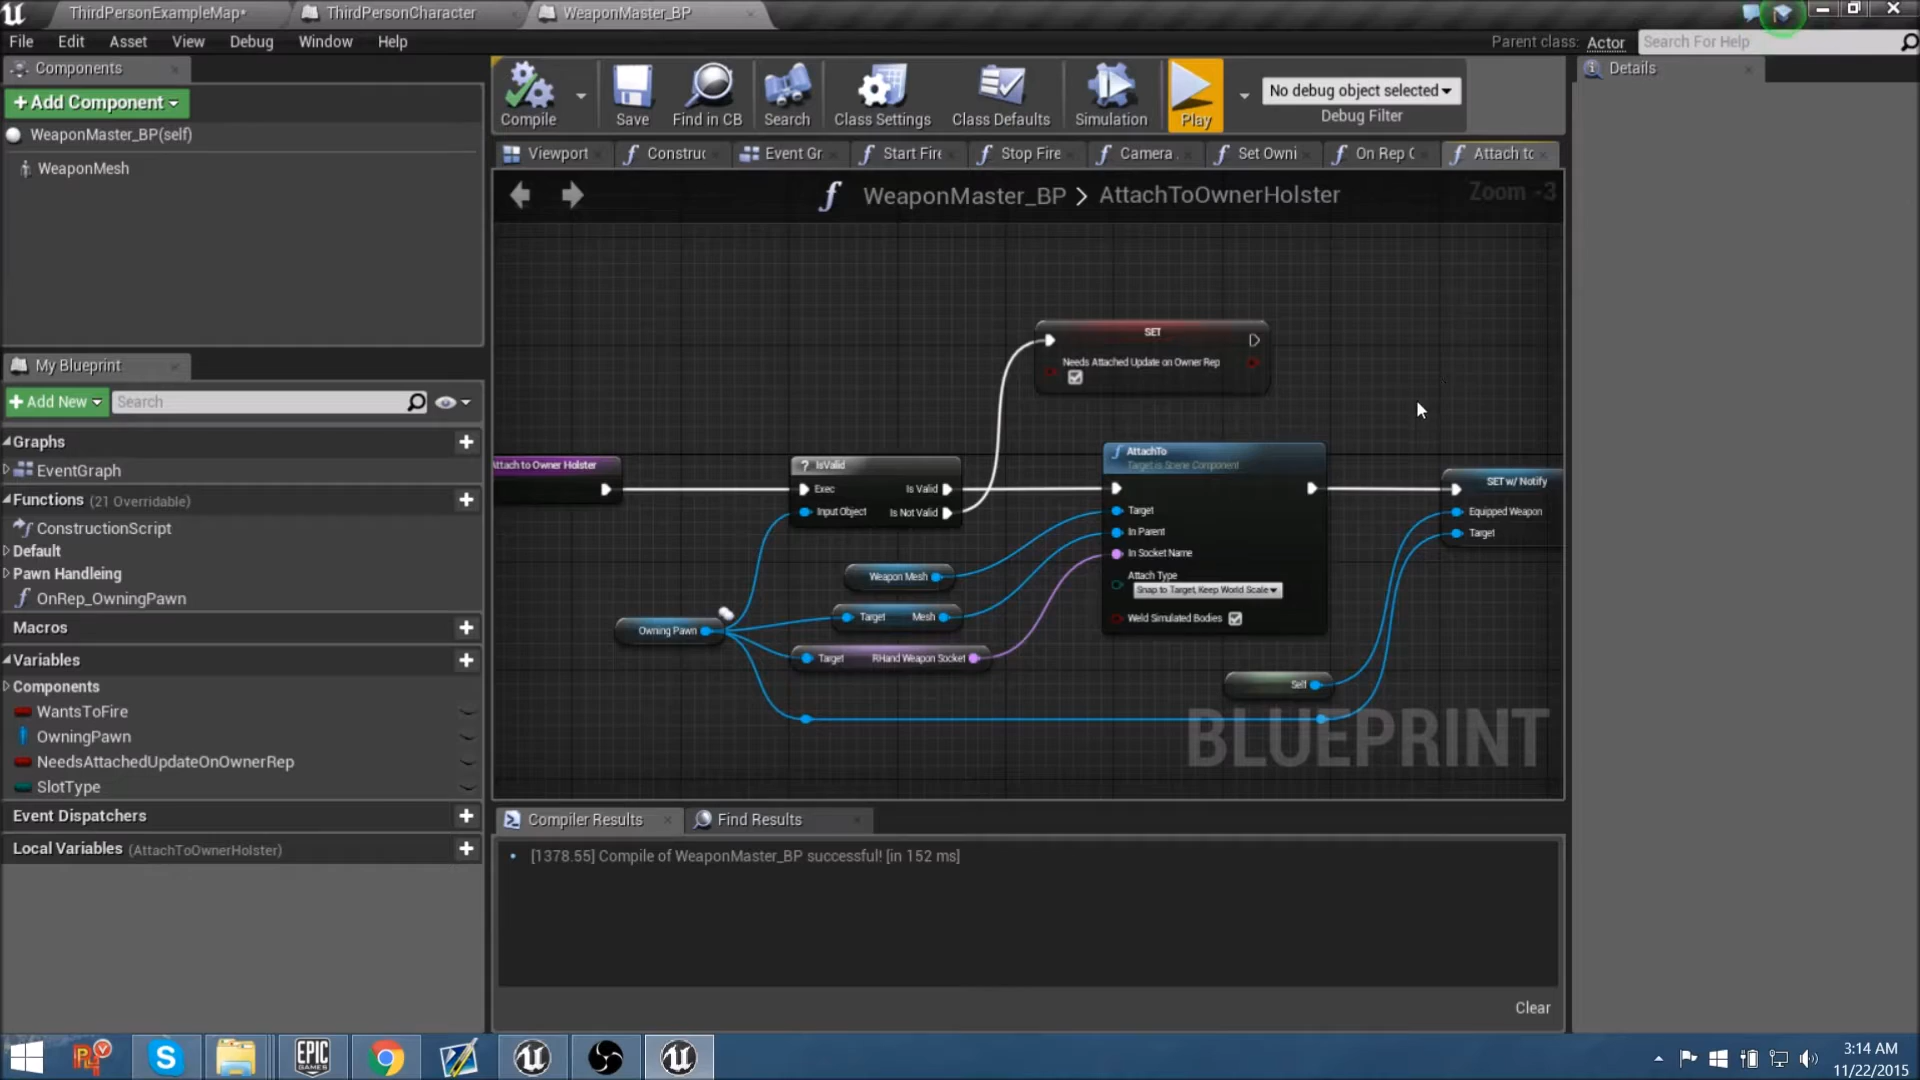 ThirdPersonExampleMap*
ThirdPersonCharacter
WeaponMaster_BP
File Edit Asset View Debug Window Help
Parent class: Actor
Search For Help
Components
+Add Component
WeaponMaster_BP(self)
WeaponMesh
Compile
Save
Find in CB
Search
Class Settings
Class Defaults
Simulation
Play
No debug object selected
Debug Filter
Details
Viewport
Construc
Event Gr
Start Fire
Stop Fire
Camera
Set Owni
On Rep
Attach to
WeaponMaster_BP > AttachToOwnerHolster
Zoom -3
SET
Needs Attached Update on Owner Rep
Attach to Owner Holster
? IsValid
Exec
Is Valid
Input Object
Is Not Valid
AttachTo
Target is Scene Component
Target
In Parent
In Socket Name
Attach Type
Snap to Target, Keep World Scale
Weld Simulated Bodies
SET w/ Notify
Equipped Weapon
Target
Weapon Mesh
Target Mesh
Owning Pawn
Target RHand Weapon Socket
Self
BLUEPRINT
My Blueprint
+Add New
Search
Graphs
EventGraph
Functions (21 Overridable)
ConstructionScript
Default
Pawn Handleing
OnRep_OwningPawn
Macros
Variables
Components
WantsToFire
OwningPawn
NeedsAttachedUpdateOnOwnerRep
SlotType
Event Dispatchers
Local Variables (AttachToOwnerHolster)
Compiler Results
Find Results
[1378.55] Compile of WeaponMaster_BP successful! [in 152 ms]
Clear
EPIC
GAMES
3:14 AM
11/22/2015